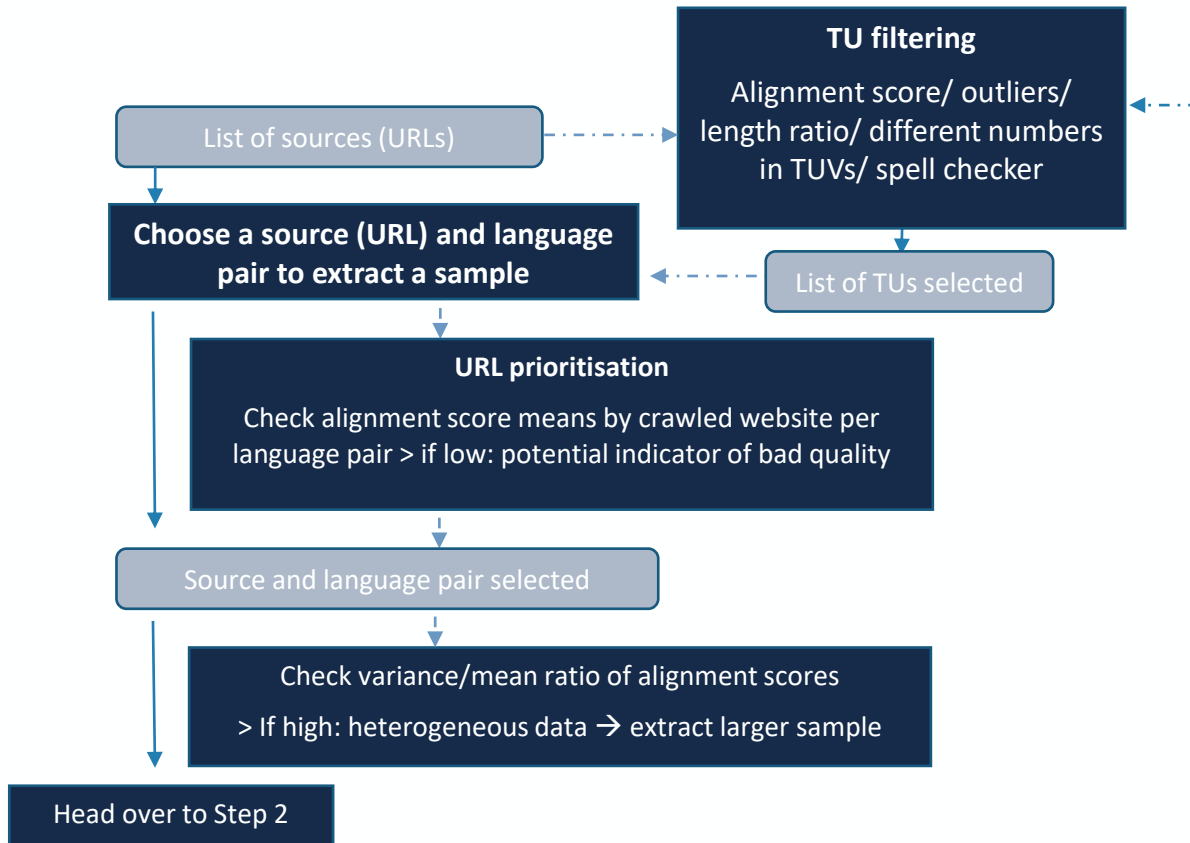 TU filtering
Alignment score/ outliers/
length ratio/ different numbers
in TUVs/ spell checker
List of sources (URLs)
Choose a source (URL) and language
pair to extract a sample
List of TUs selected
URL prioritisation
Check alignment score means by crawled website per
language pair > if low: potential indicator of bad quality
Source and language pair selected
Check variance/mean ratio of alignment scores
> If high: heterogeneous data → extract larger sample
Head over to Step 2